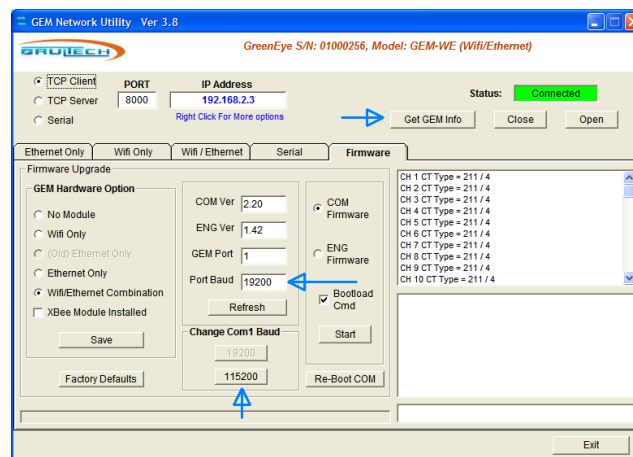 GEM Network Utility Ver 3.8
BRULTECH
GreenEye S/N: 01000256, Model: GEM-WE (Wifi/Ethernet)
TCP Client
TCP Server
Serial
PORT
8000
IP Address
192.168.2.3
Right Click For More options
Status:
Connected
Get GEM Info
Close
Open
Ethernet Only
Wifi Only
Wifi / Ethernet
Serial
Firmware
Firmware Upgrade
GEM Hardware Option
No Module
Wifi Only
(Old) Ethernet Only
Ethernet Only
Wifi/Ethernet Combination
XBee Module Installed
Save
Factory Defaults
COM Ver 2.20
ENG Ver 1.42
GEM Port 1
Port Baud 19200
Refresh
Change Com1 Baud
19200
115200
COM
Firmware
ENG
Firmware
Bootload
Cmd
Start
Re-Boot COM
CH 1 CT Type = 211 / 4
CH 2 CT Type = 211 / 4
CH 3 CT Type = 211 / 4
CH 4 CT Type = 211 / 4
CH 5 CT Type = 211 / 4
CH 6 CT Type = 211 / 4
CH 7 CT Type = 211 / 4
CH 8 CT Type = 211 / 4
CH 9 CT Type = 211 / 4
CH 10 CT Type = 211 / 4
Exit